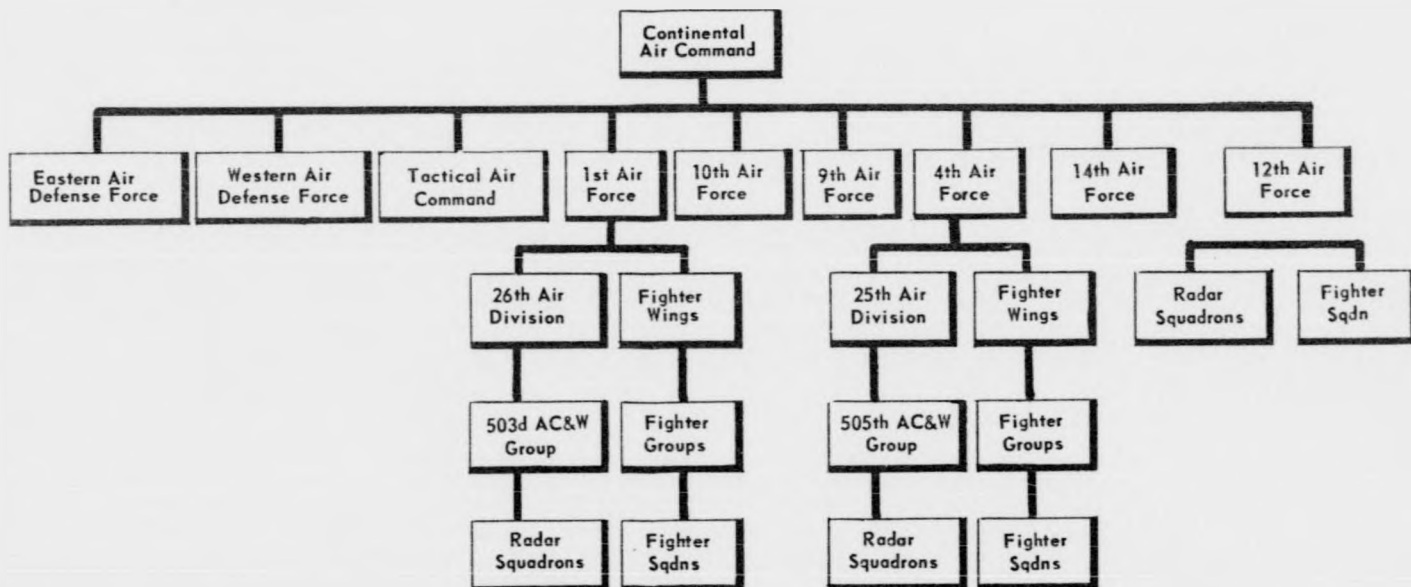 Continental
Air Command
Eastern Air
Defense Force
Western Air
Defense Force
Tactical Air
Command
1st Air
Force
10th Air
Force
9th Air
Force
4th Air
Force
14th Air
Force
12th Air
Force
26th Air
Division
Fighter
Wings
25th Air
Division
Fighter
Wings
Radar
Squadrons
Fighter
Sqdn
503d AC&W
Group
Fighter
Groups
505th AC&W
Group
Fighter
Groups
Radar
Squadrons
Fighter
Sqdns
Radar
Squadrons
Fighter
Sqdns